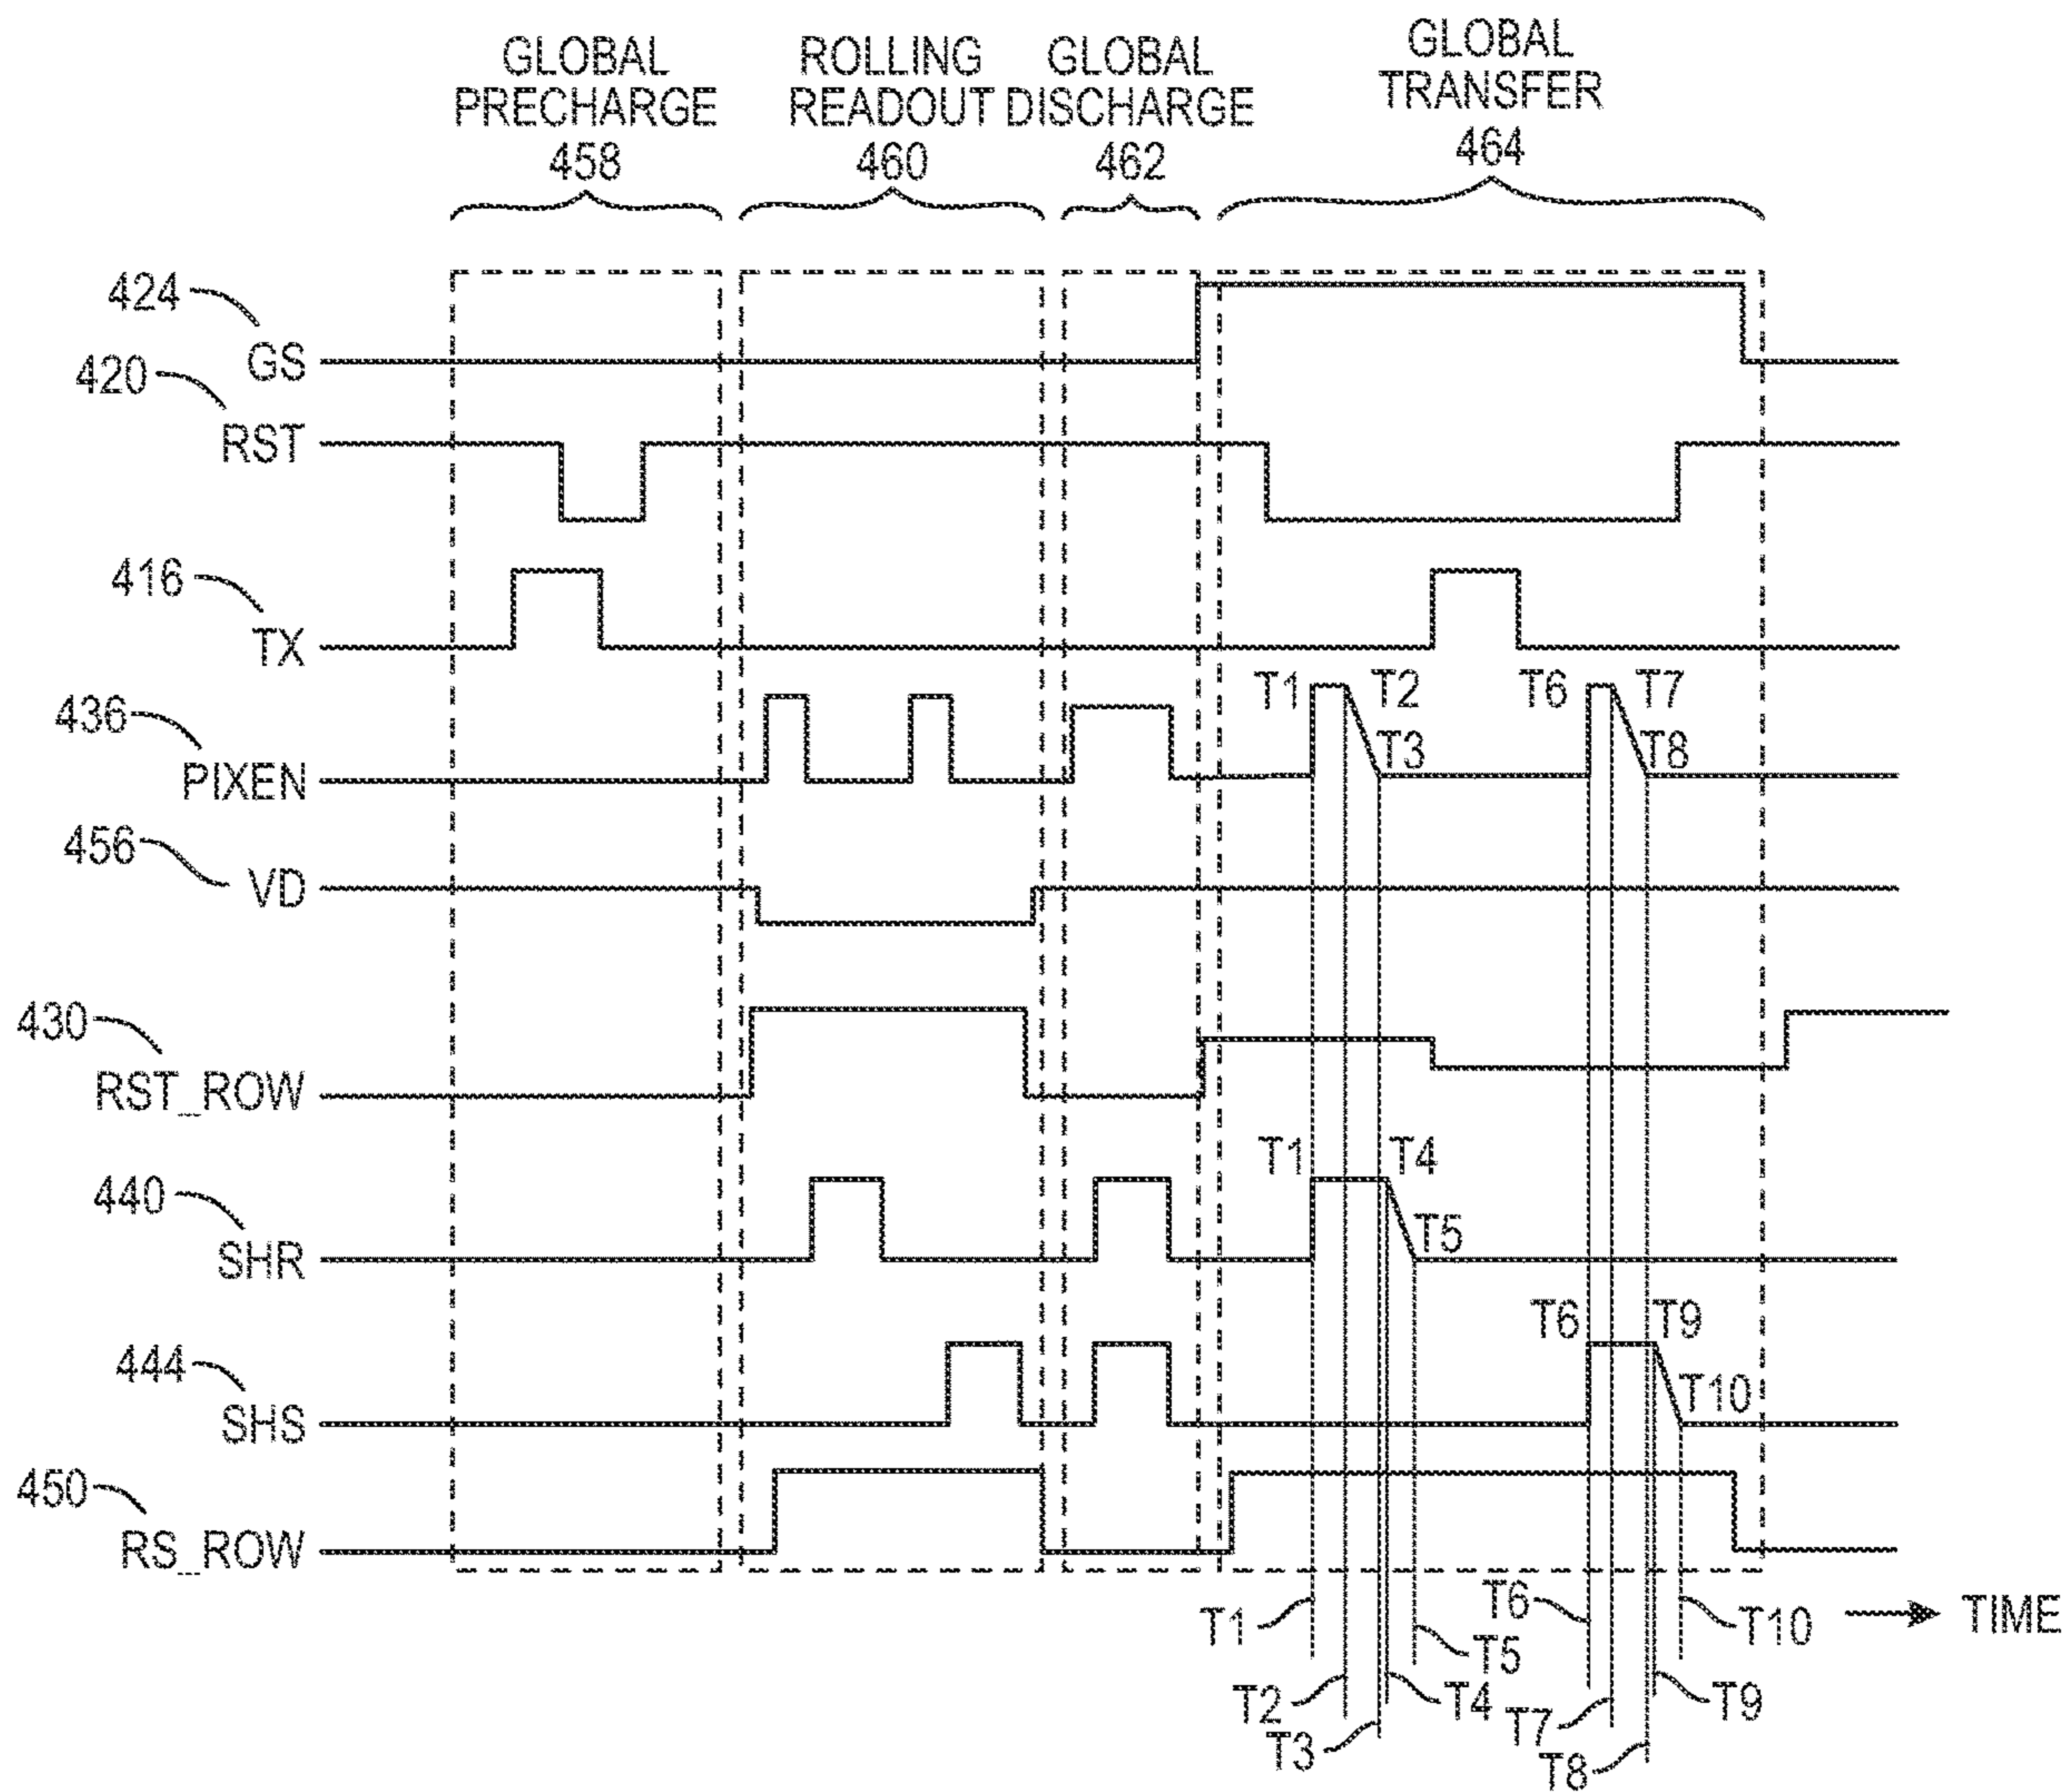 GLOBAL PRECHARGE 458
ROLLING READOUT 460
GLOBAL DISCHARGE 462
GLOBAL TRANSFER 464
424
GS
420
RST
416
TX
T1
T2
T6
T7
436
PIXEN
T3
T8
456
VD
430
RST_ROW
T1
T4
440
SHR
T5
T6
T9
444
SHS
T10
450
RS_ROW
T1
T5
T6
T10
TIME
T2
T4
T3
T7
T9
T8